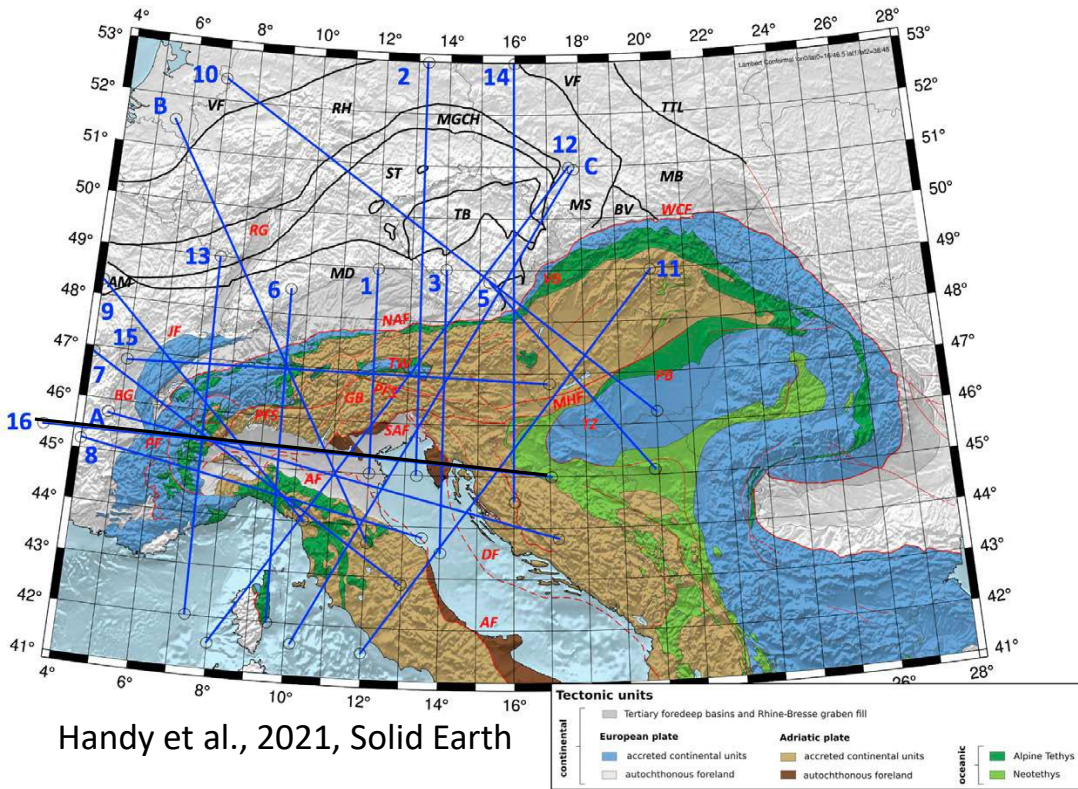 4° 6° 8° 10° 12° 14° 16° 18° 20° 22° 24° 26° 28°
53° 53°
Lambert Conformal
10 2 14
52° VF RH VF TTL 52°
B MGCH
51° 12 C 51°
ST MB
50° TB MS BV WCF 50°
RG
49° 13 MD VB 11 49°
6 1 3 5
48° AM 48°
9 NAF
47° 15 JF TW PB 47°
7 PFS GB MHF
46° BG PFS TZ 46°
16 A SAF
45° 8 PF 45°
AF
44° 44°
43° DF 43°
42° AF 42°
41° 41°
4° 6° 8° 10° 12° 14° 16° 26° 28°
Handy et al., 2021, Solid Earth
Tectonic units
continental
Tertiary foredeep basins and Rhine-Bresse graben fill
European plate
accreted continental units
autochthonous foreland
Adriatic plate
accreted continental units
autochthonous foreland
oceanic
Alpine Tethys
Neotethys